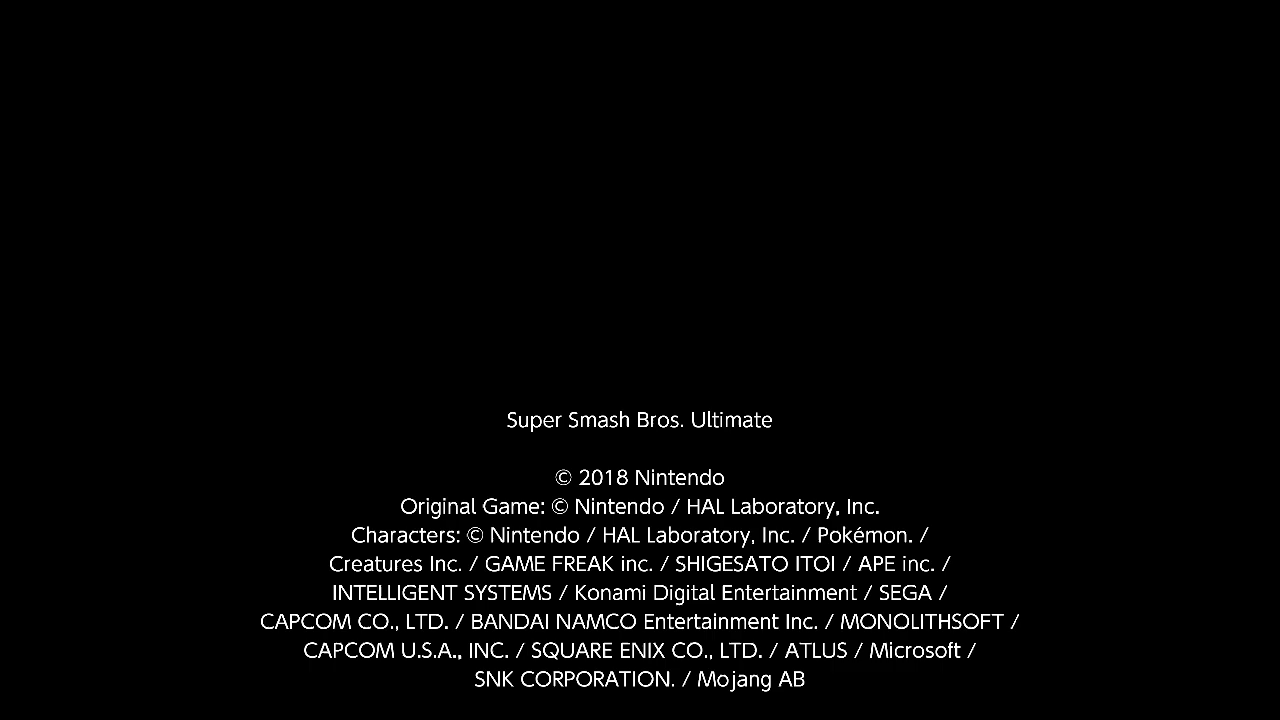 Super Smash Bros. Ultimate
© 2018 Nintendo
Original Game: © Nintendo / HAL Laboratory, Inc.
Characters: © Nintendo / HAL Laboratory, Inc. / Pokémon. /
Creatures Inc. / GAME FREAK inc. / SHIGESATO ITOI / APE inc. /
INTELLIGENT SYSTEMS / Konami Digital Entertainment / SEGA /
CAPCOM CO., LTD. / BANDAI NAMCO Entertainment Inc. / MONOLITHSOFT /
CAPCOM U.S.A., INC. / SQUARE ENIX CO., LTD. / ATLUS / Microsoft /
SNK CORPORATION. / Mojang AB